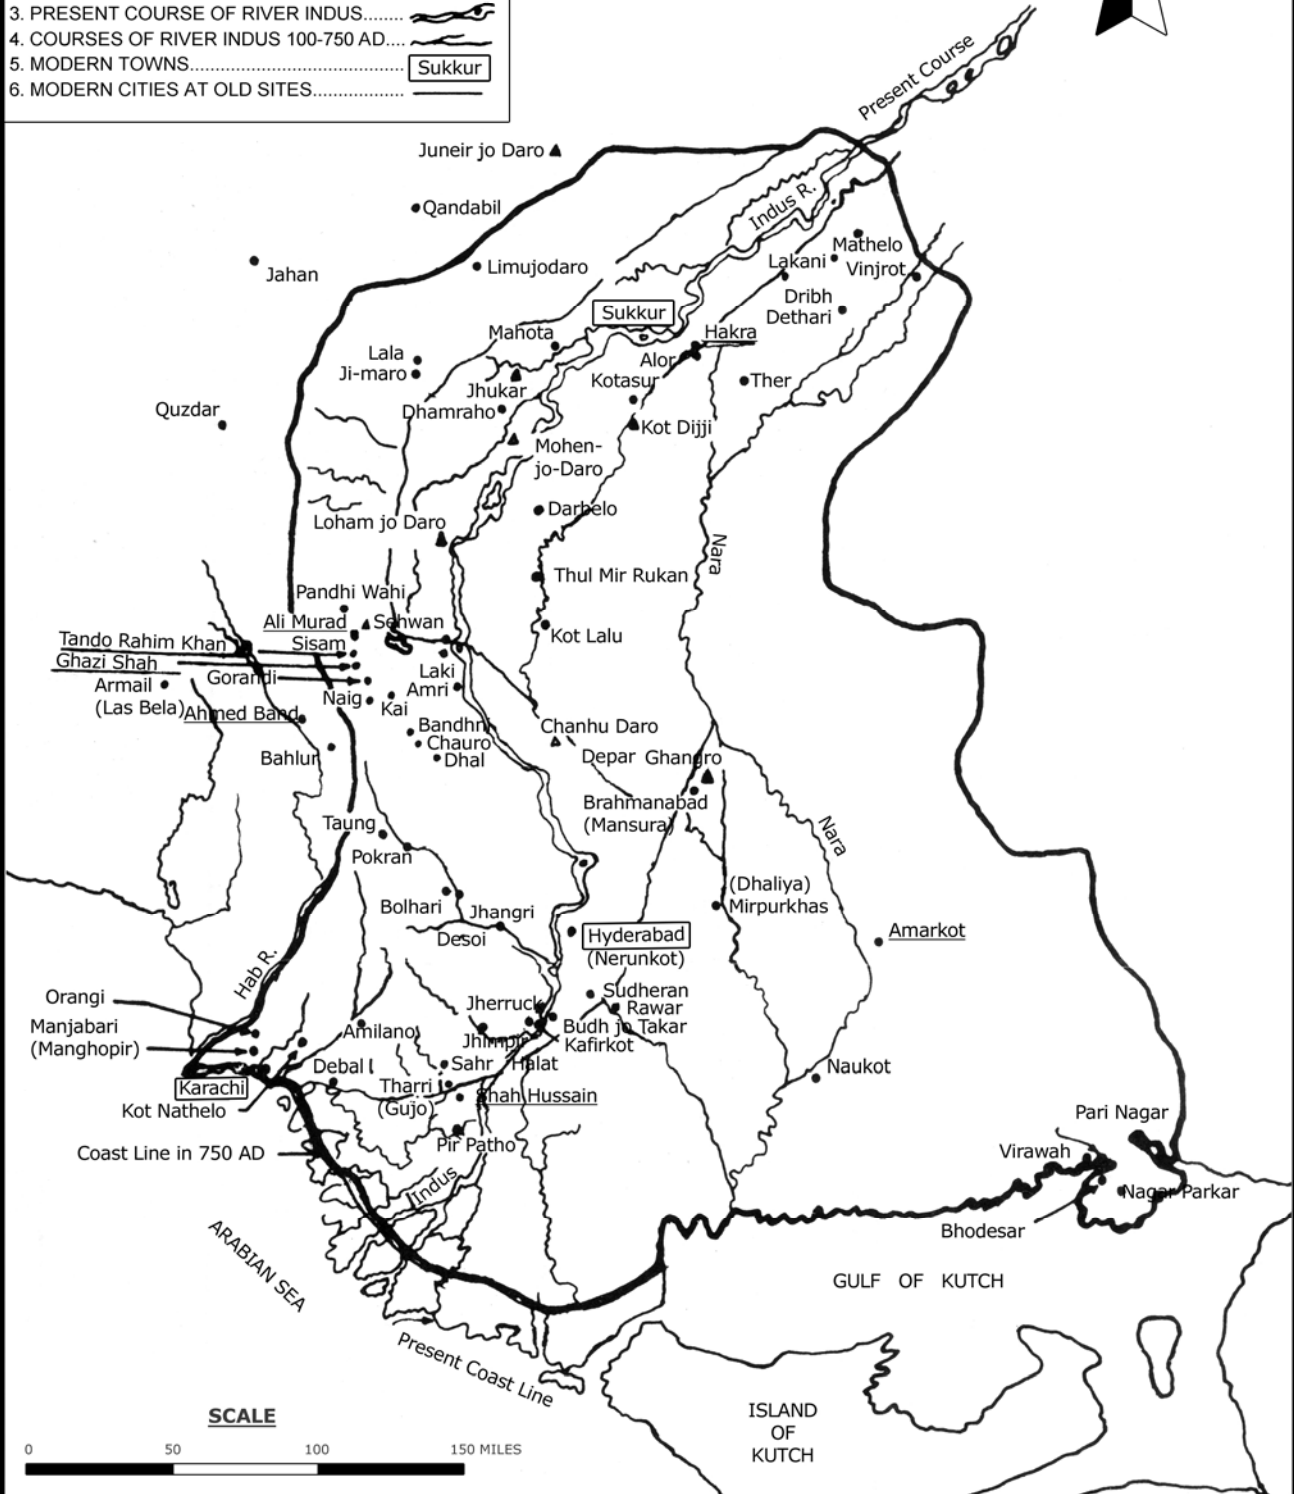 3. PRESENT COURSE OF RIVER INDUS........
4. COURSES OF RIVER INDUS 100-750 AD....
5. MODERN TOWNS.......................................
Sukkur
6. MODERN CITIES AT OLD SITES..................
Present Course
Juneir jo Daro
Qandabil
Indus R.
Jahan
Limujodaro
Mathelo
Lakani
Vinjrot
Dribh
Dethari
Sukkur
Mahota
Hakra
Lala
Ji-maro
Alor
Jhukar
Kotasur
Ther
Quzdar
Dhamraho
Kot Dijji
Mohen-
jo-Daro
Darbelo
Loham jo Daro
Nara
Thul Mir Rukan
Pandhi Wahi
Ali Murad
Sehwan
Kot Lalu
Tando Rahim Khan
Sisam
Ghazi Shah
Gorandi
Laki
Armail
(Las Bela)
Amri
Naig
Kai
Ahmed Band
Bandhni
Chauro
Dhal
Bahlur
Chanhu Daro
Depar Ghangro
Brahmanabad
(Mansura)
Taung
Pokran
Nara
Bolhari
Jhangri
Desoi
(Dhaliya)
Mirpurkhas
Hyderabad
(Nerunkot)
Amarkot
Hab R.
Orangi
Sudheran
Rawar
Jherruck
Manjabari
(Manghopir)
Amilano
Jhimpir
Budh jo Takar
Kafirkot
Debal
Sahr
Halat
Naukot
Karachi
Tharri
(Gujo)
Shah Hussain
Kot Nathelo
Pari Nagar
Pir Patho
Coast Line in 750 AD
Virawah
Indus
Nagar Parkar
Bhodesar
ARABIAN SEA
GULF OF KUTCH
Present Coast Line
ISLAND
OF
KUTCH
SCALE
0 50 100 150 MILES